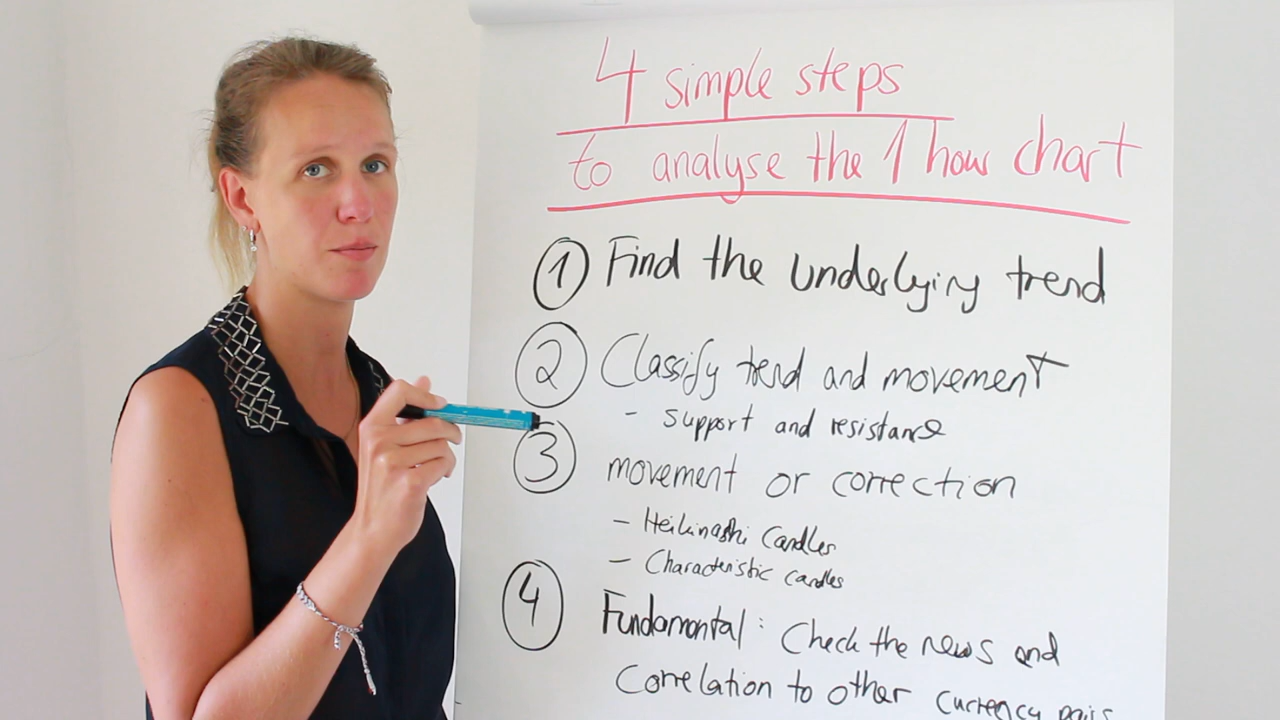 4 simple steps
to analyse the 1 hour chart
1 Find the underlying trend
2 Classify trend and movement
- support and resistance
3 movement or correction
- Heikinashi Candles
- Characteristic candles
4 Fundamental: Check the news and
Correlation to other currency pairs